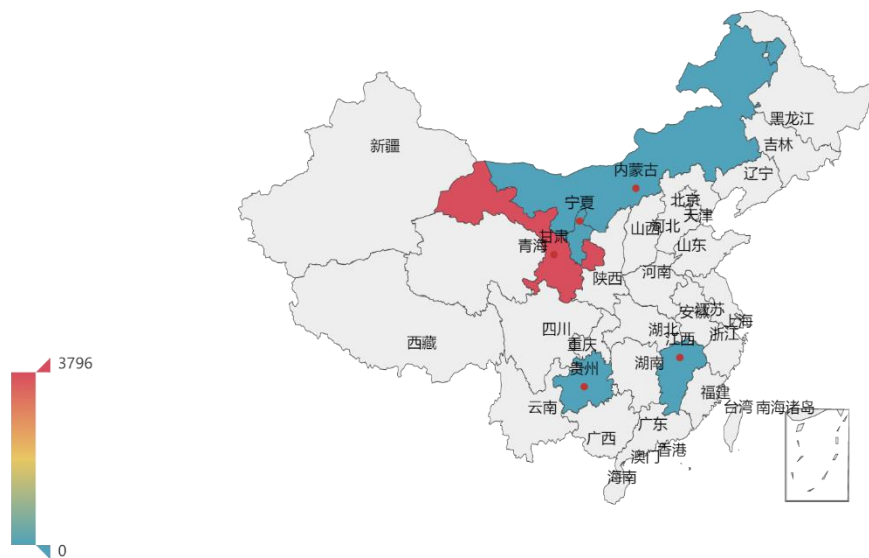 黑龙江
新疆
吉林
内蒙古
辽宁
宁夏
北京
天津
山西
河北
甘肃
青海
山东
陕西
河南
江苏
安徽
上海
四川
湖北
浙江
西藏
重庆
江西
湖南
贵州
福建
云南
台湾
南海诸岛
广东
广西
香港
澳门
海南
3796
0